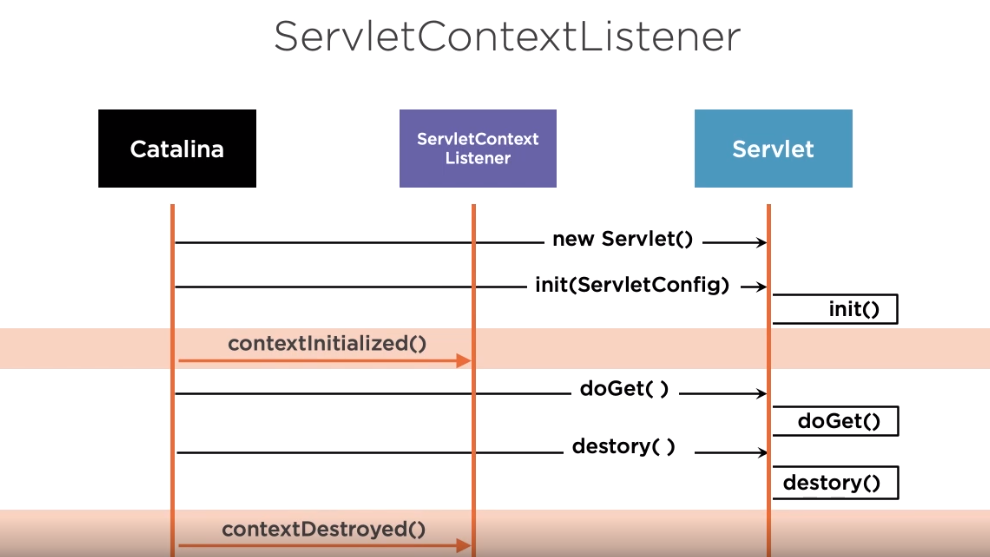 ServletContextListener
Catalina
ServletContext
Listener
Servlet
new Servlet()
init(ServletConfig)
init()
contextInitialized()
doGet( )
doGet()
destory( )
destory()
contextDestroyed()